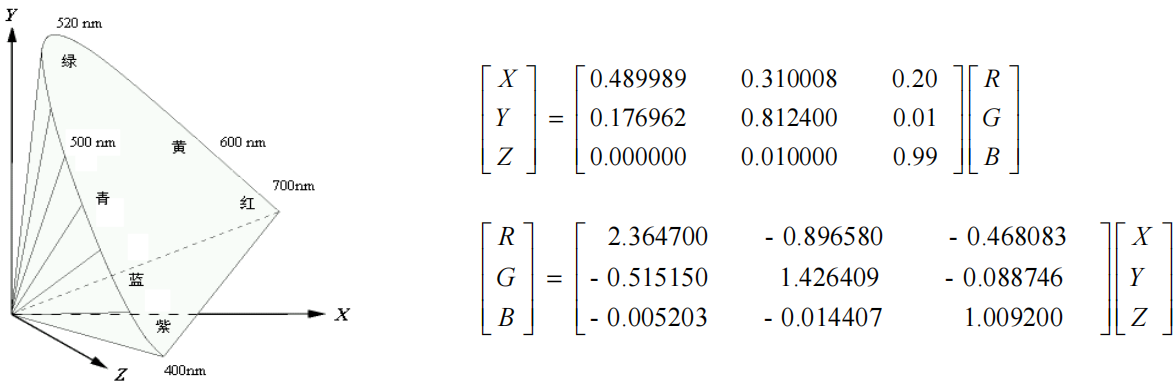 Y
520 nm
绿
500 nm
黄
600 nm
700nm
青
红
蓝
紫
X
Z
400nm
[X Y Z] = [0.489989 0.310008 0.20
0.176962 0.812400 0.01
0.000000 0.010000 0.99] [R G B]
[R G B] = [2.364700 - 0.896580 - 0.468083
- 0.515150 1.426409 - 0.088746
- 0.005203 - 0.014407 1.009200] [X Y Z]